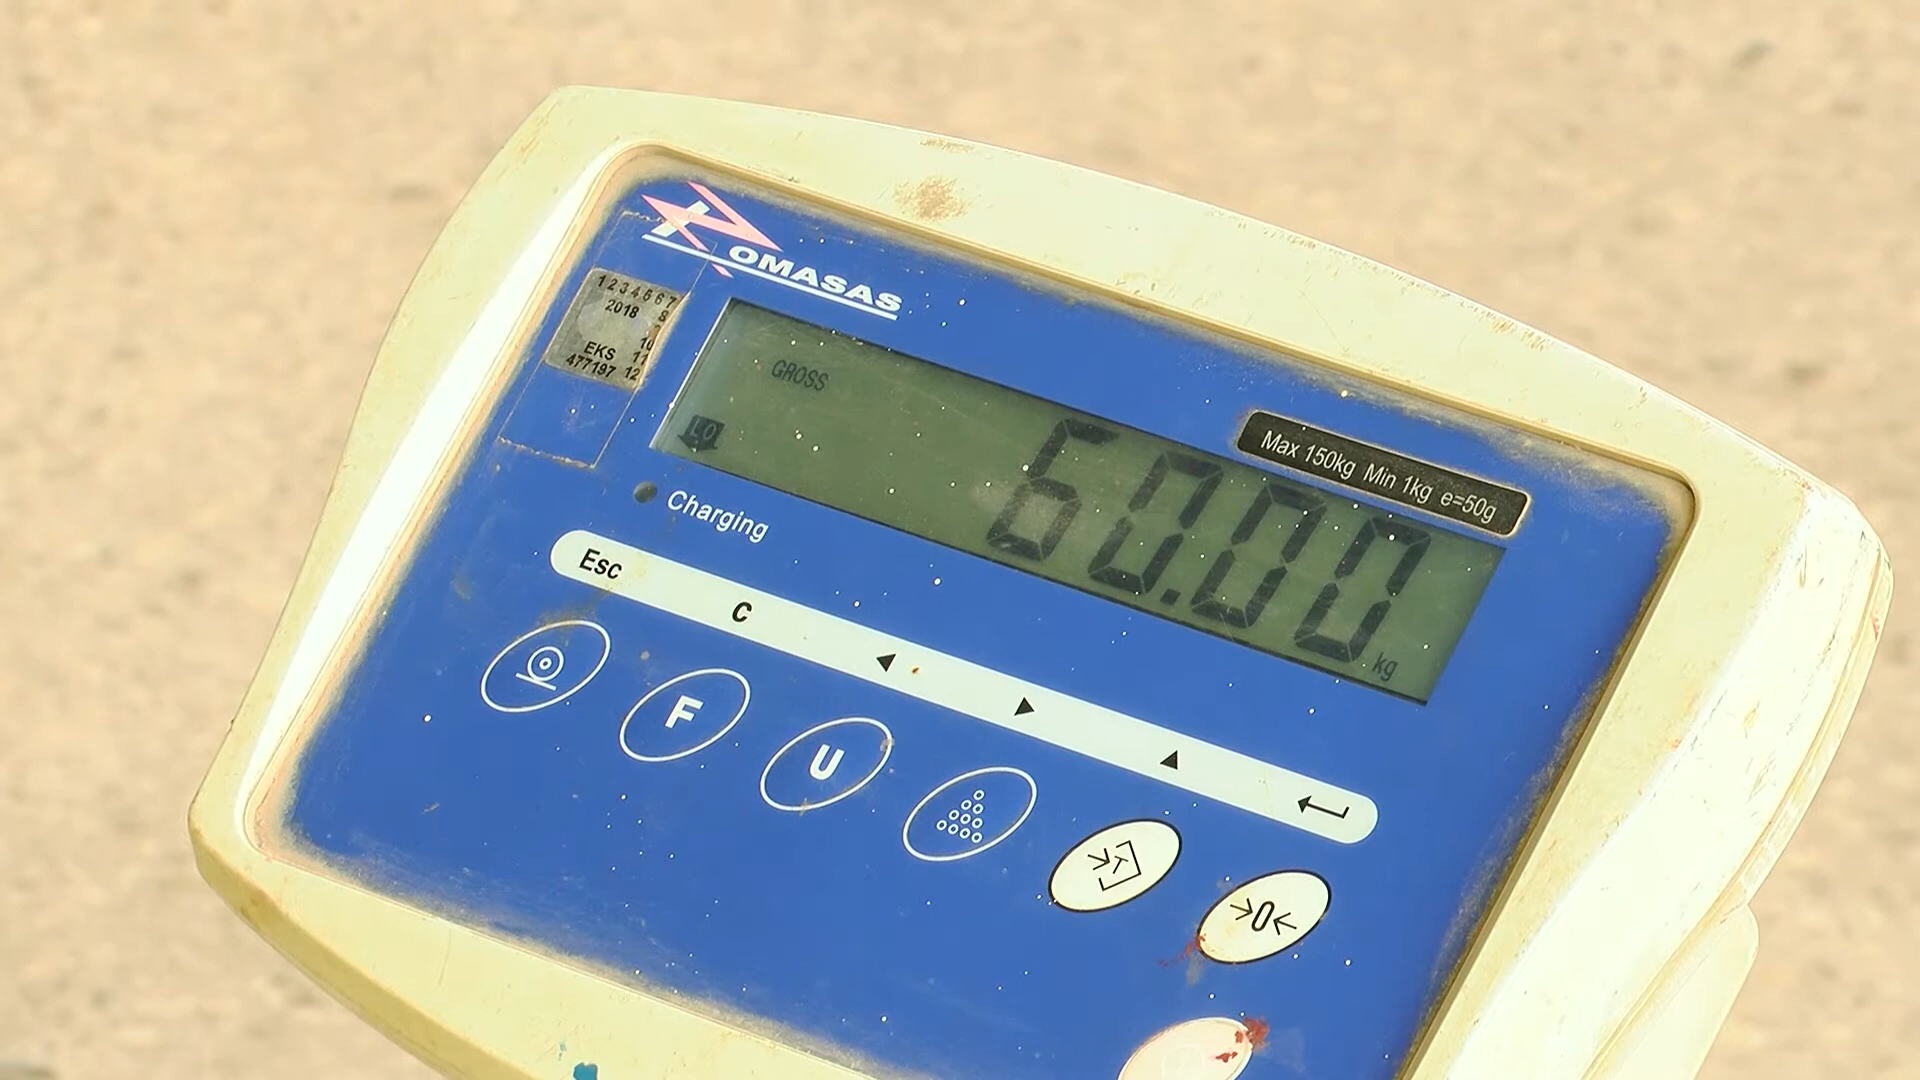 OMASAS
1 2 3 4 5 6 7
2018 8
10
EKS 11
477197 12
GROSS
LO
60.00
kg
Max 150kg Min 1kg e=50g
Charging
Esc
C
F
U
T
→0←